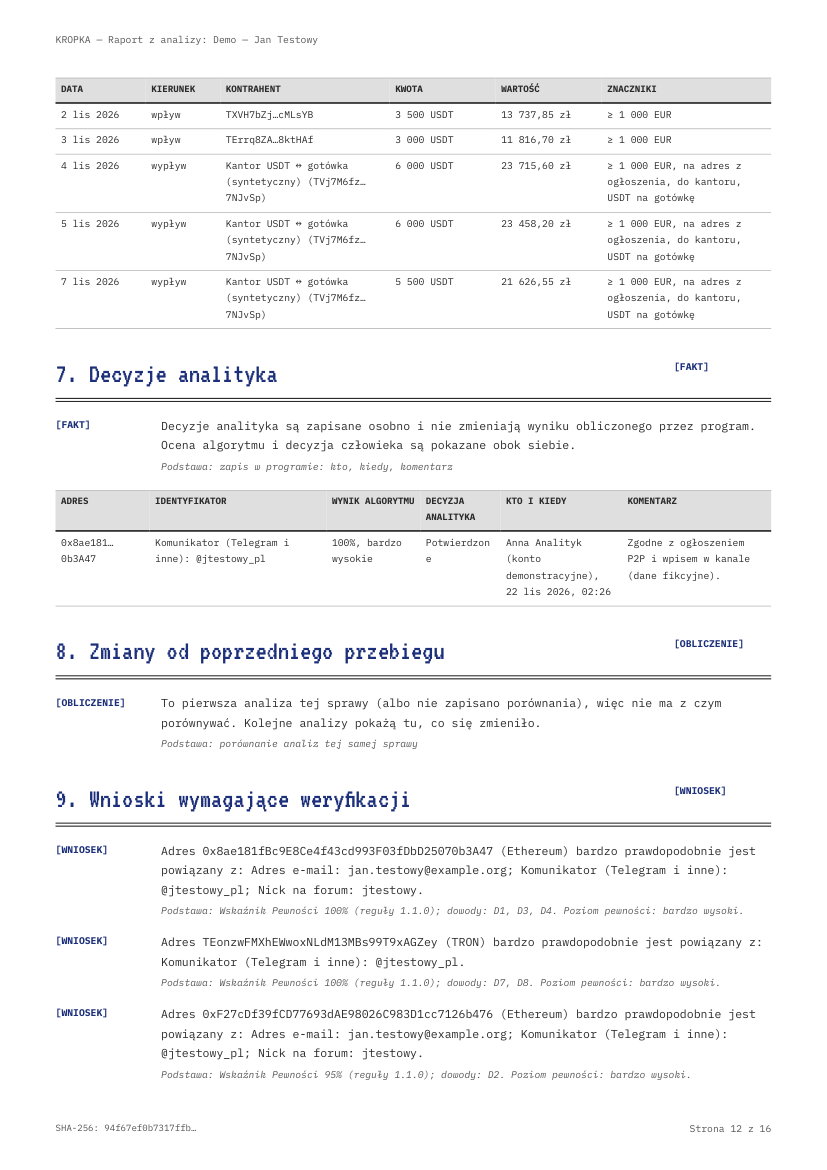 KROPKA — Raport z analizy: Demo — Jan Testowy
DATA KIERUNEK KONTRAHENT KWOTA WARTOŚĆ ZNACZNIKI
2 lis 2026 wpływ TXVH7bZj…cMLsYB 3 500 USDT 13 737,85 zł ≥ 1 000 EUR
3 lis 2026 wpływ TErrq8ZA…8ktHAf 3 000 USDT 11 816,70 zł ≥ 1 000 EUR
4 lis 2026 wypływ Kantor USDT ↔ gotówka 6 000 USDT 23 715,60 zł ≥ 1 000 EUR, na adres z
(syntetyczny) (TVj7M6fz… ogłoszenia, do kantoru,
7NJvSp) USDT na gotówkę
5 lis 2026 wypływ Kantor USDT ↔ gotówka 6 000 USDT 23 458,20 zł ≥ 1 000 EUR, na adres z
(syntetyczny) (TVj7M6fz… ogłoszenia, do kantoru,
7NJvSp) USDT na gotówkę
7 lis 2026 wypływ Kantor USDT ↔ gotówka 5 500 USDT 21 626,55 zł ≥ 1 000 EUR, na adres z
(syntetyczny) (TVj7M6fz… ogłoszenia, do kantoru,
7NJvSp) USDT na gotówkę
7. Decyzje analityka [FAKT]
[FAKT] Decyzje analityka są zapisane osobno i nie zmieniają wyniku obliczonego przez program.
Ocena algorytmu i decyzja człowieka są pokazane obok siebie.
Podstawa: zapis w programie: kto, kiedy, komentarz
ADRES IDENTYFIKATOR WYNIK ALGORYTMU DECYZJA KTO I KIEDY KOMENTARZ
ANALITYKA
0x8ae181… Komunikator (Telegram i 100%, bardzo Potwierdzon Anna Analityk Zgodne z ogłoszeniem
0b3A47 inne): @jtestowy_pl wysokie e (konto P2P i wpisem w kanale
demonstracyjne), (dane fikcyjne).
22 lis 2026, 02:26
8. Zmiany od poprzedniego przebiegu [OBLICZENIE]
[OBLICZENIE] To pierwsza analiza tej sprawy (albo nie zapisano porównania), więc nie ma z czym
porównywać. Kolejne analizy pokażą tu, co się zmieniło.
Podstawa: porównanie analiz tej samej sprawy
9. Wnioski wymagające weryfikacji [WNIOSEK]
[WNIOSEK] Adres 0x8ae181fBc9E8Ce4f43cd993F03fDbD25070b3A47 (Ethereum) bardzo prawdopodobnie jest
powiązany z: Adres e-mail: jan.testowy@example.org; Komunikator (Telegram i inne):
@jtestowy_pl; Nick na forum: jtestowy.
Podstawa: Wskaźnik Pewności 100% (reguły 1.1.0); dowody: D1, D3, D4. Poziom pewności: bardzo wysoki.
[WNIOSEK] Adres TEonzwFMXhEWwoxNLdM13MBs99T9xAGZey (TRON) bardzo prawdopodobnie jest powiązany z:
Komunikator (Telegram i inne): @jtestowy_pl.
Podstawa: Wskaźnik Pewności 100% (reguły 1.1.0); dowody: D7, D8. Poziom pewności: bardzo wysoki.
[WNIOSEK] Adres 0xF27cDf39fCD77693dAE98026C983D1cc7126b476 (Ethereum) bardzo prawdopodobnie jest
powiązany z: Adres e-mail: jan.testowy@example.org; Komunikator (Telegram i inne):
@jtestowy_pl; Nick na forum: jtestowy.
Podstawa: Wskaźnik Pewności 95% (reguły 1.1.0); dowody: D2. Poziom pewności: bardzo wysoki.
SHA-256: 94f67ef0b7317ffb… Strona 12 z 16